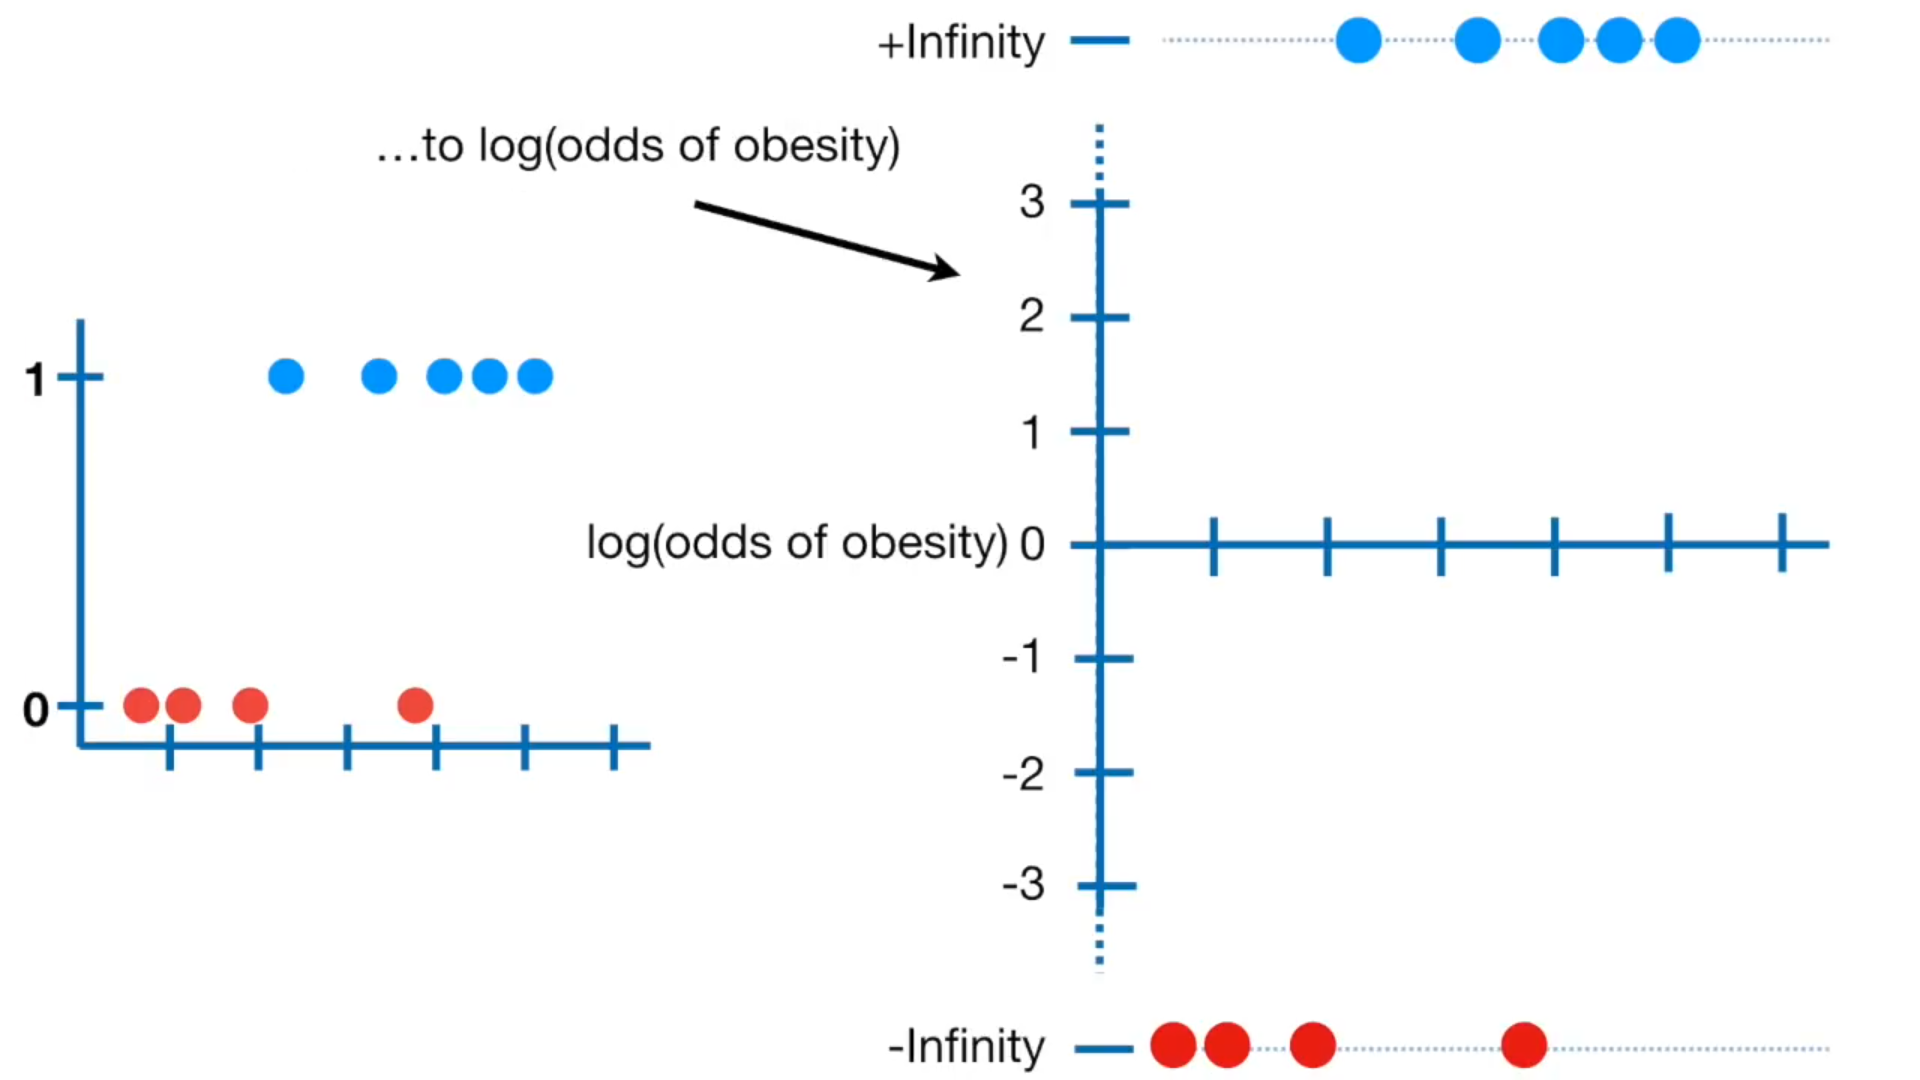 +Infinity
…to log(odds of obesity)
3
2
1
1
log(odds of obesity) 0
-1
0
-2
-3
-Infinity